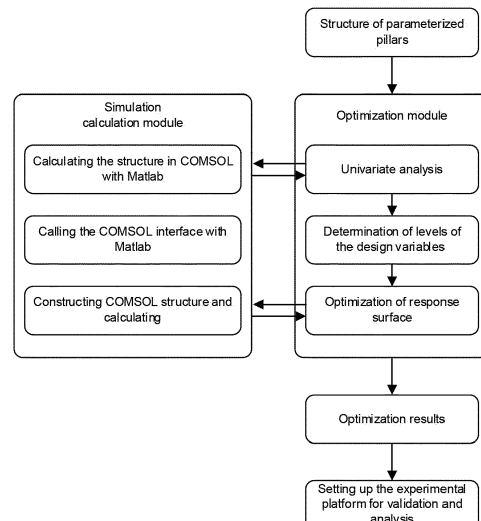 Structure of parameterized
pillars
Simulation
calculation module
Optimization module
Calculating the structure in COMSOL
with Matlab
Univariate analysis
Calling the COMSOL interface with
Matlab
Determination of levels of
the design variables
Constructing COMSOL structure and
calculating
Optimization of response
surface
Optimization results
Setting up the experimental
platform for validation and
analysis